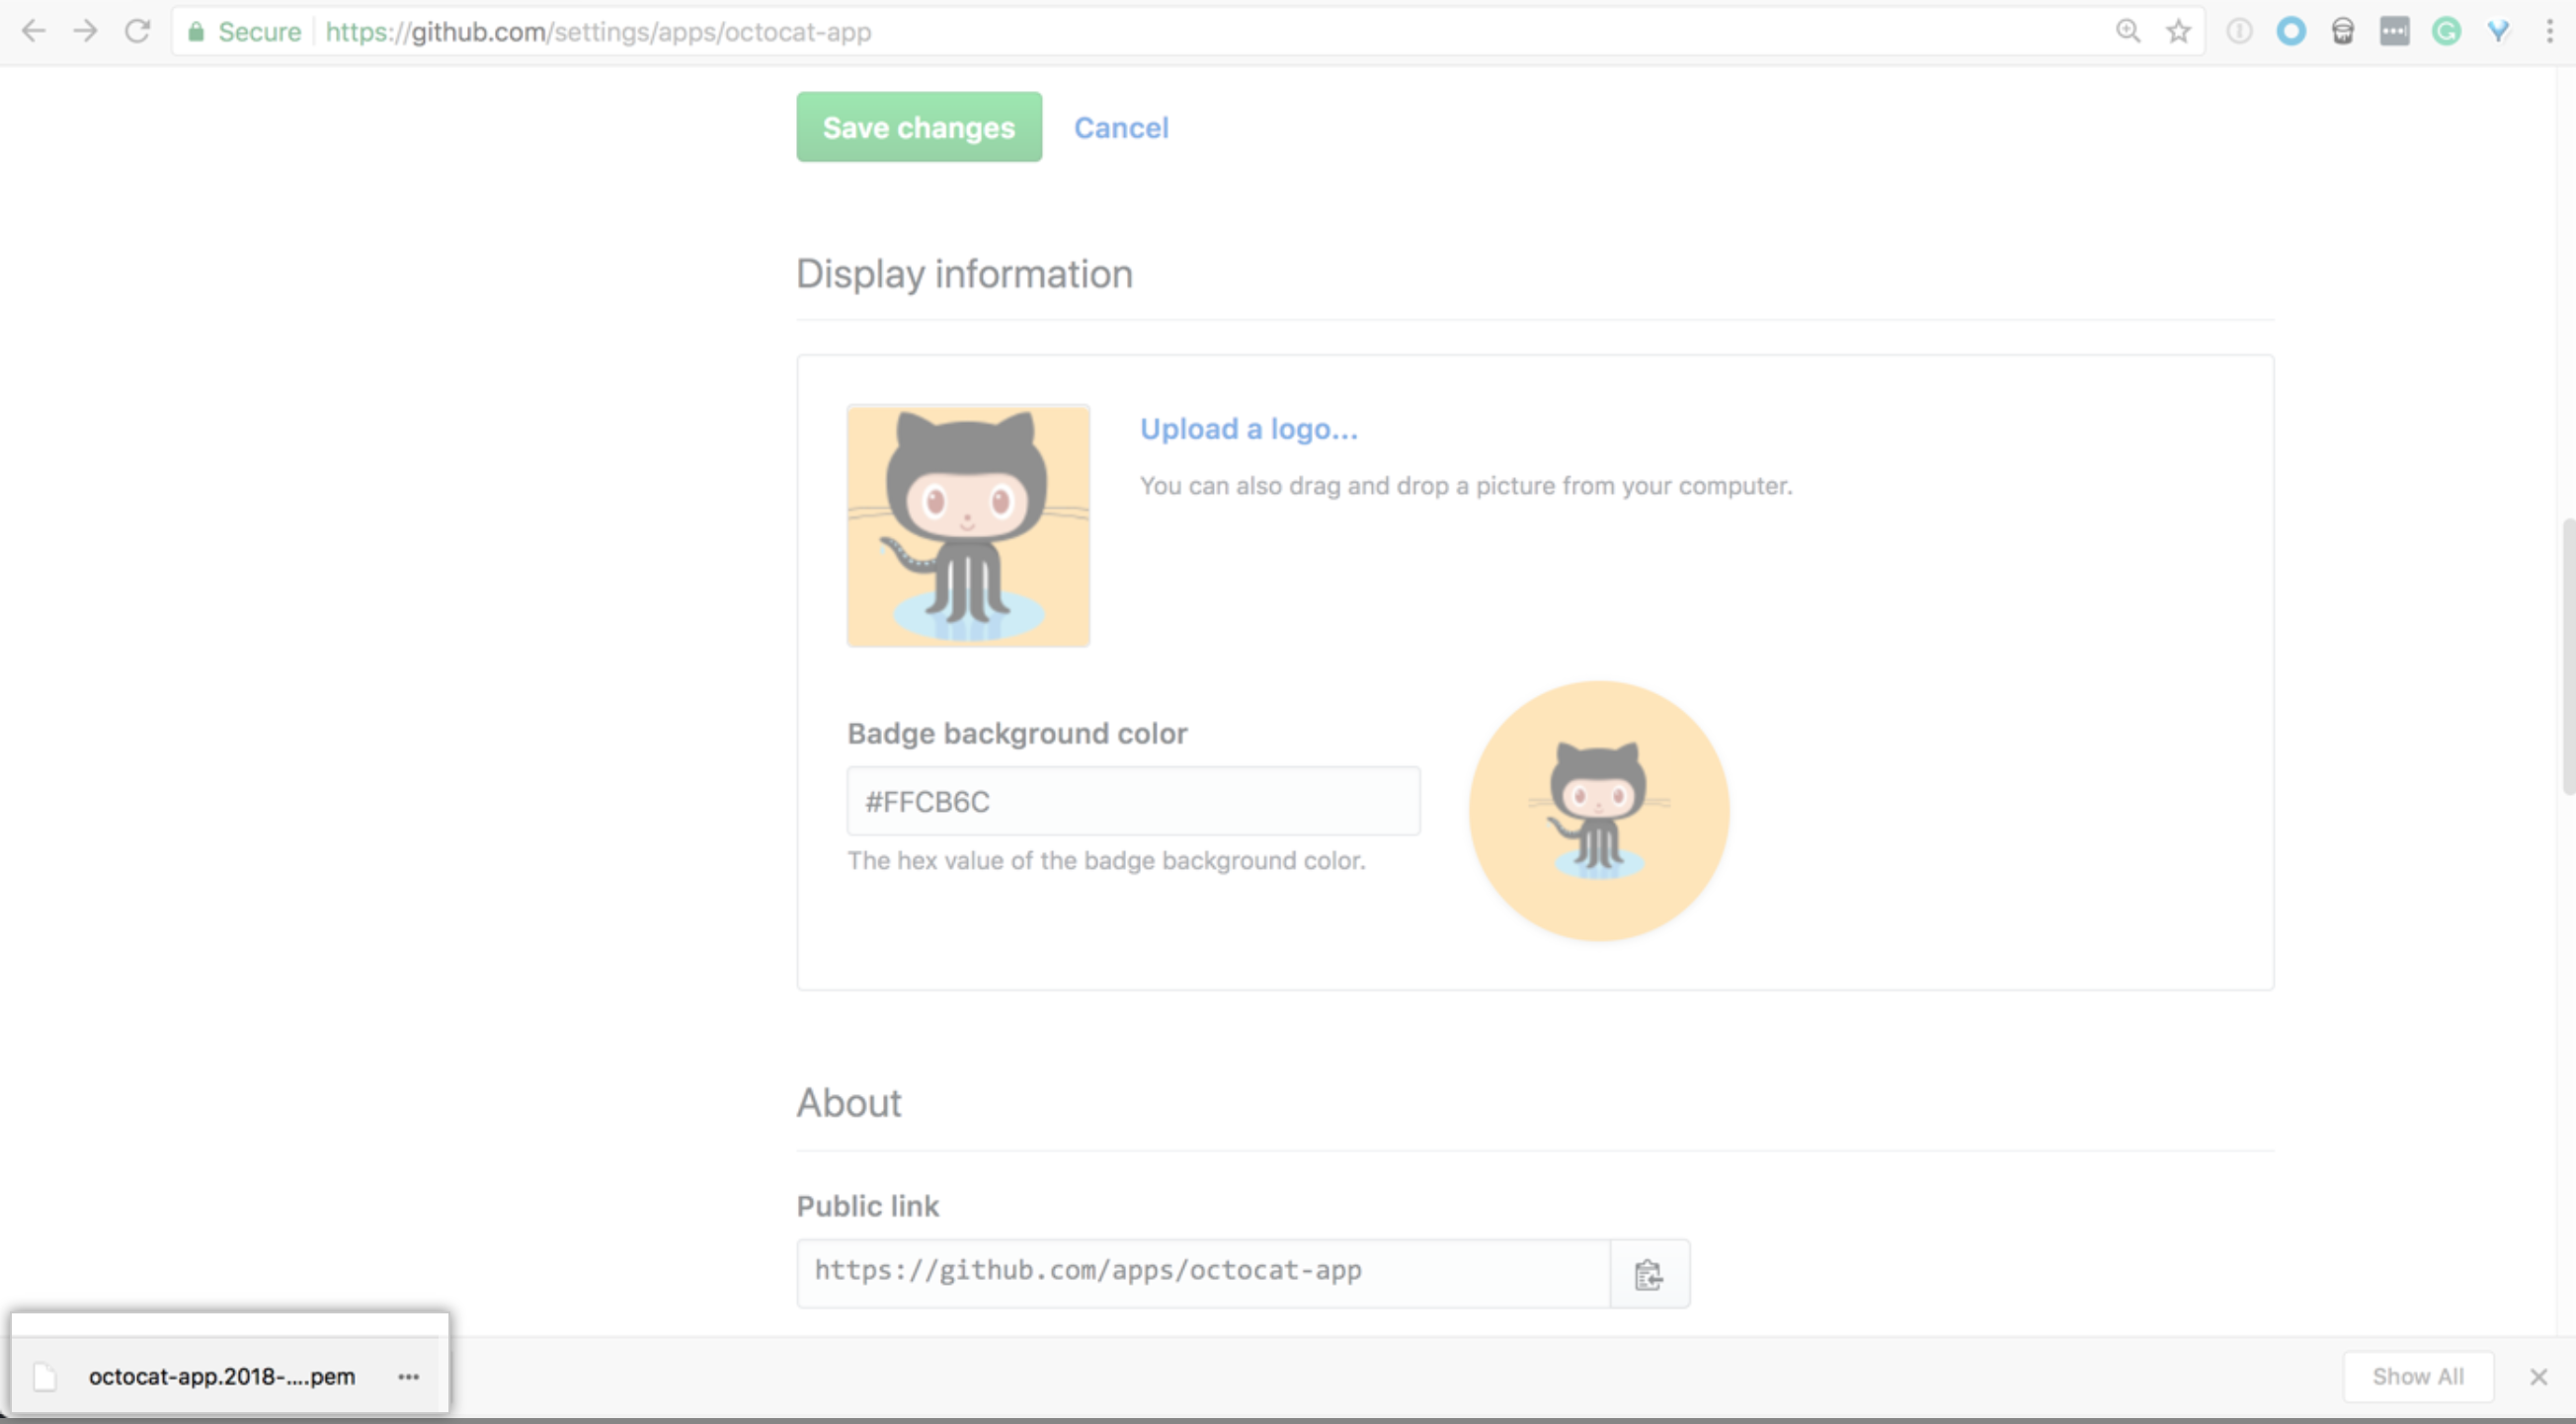 Secure https://github.com/settings/apps/octocat-app
Save changes Cancel
Display information
Upload a logo...
You can also drag and drop a picture from your computer.
Badge background color
#FFCB6C
The hex value of the badge background color.
About
Public link
https://github.com/apps/octocat-app
octocat-app.2018-....pem
Show All